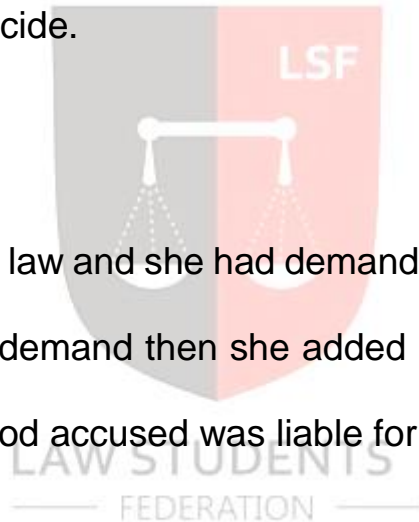 cide.
LSF
law and she had demand
demand then she added
od accused was liable for
LAW STUDENTS
FEDERATION